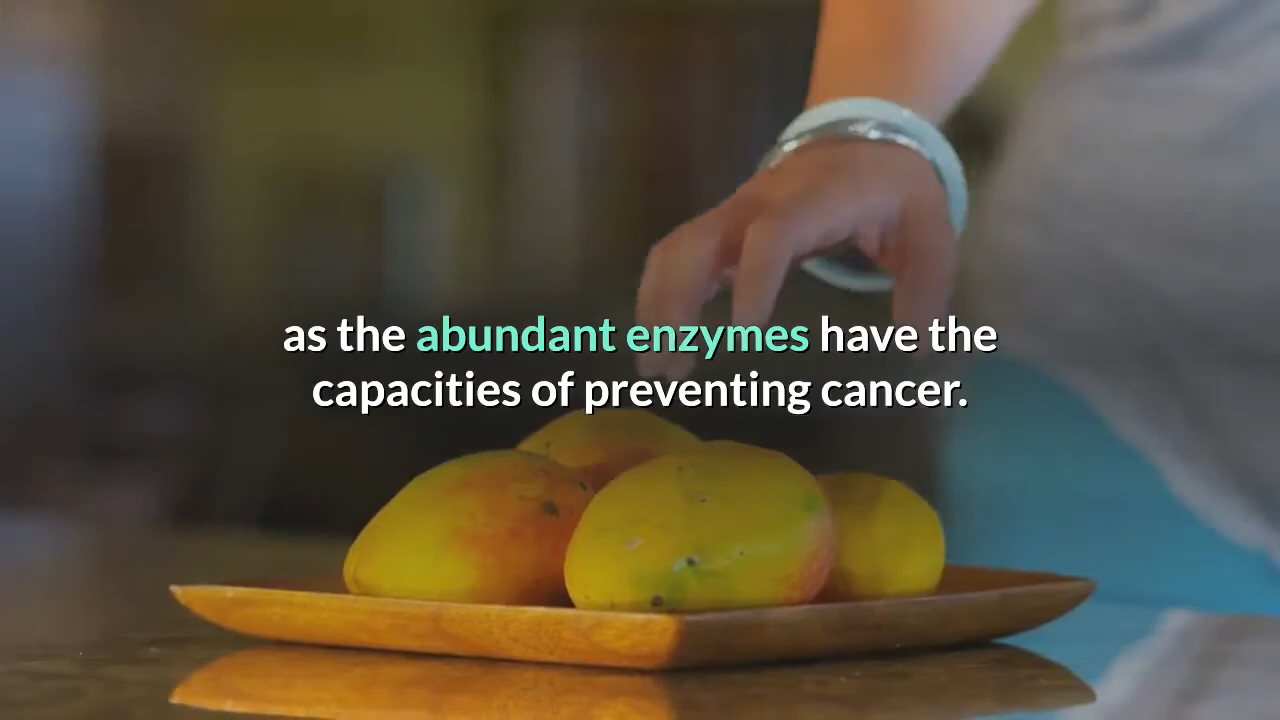 as the abundant enzymes have the
capacities of preventing cancer.